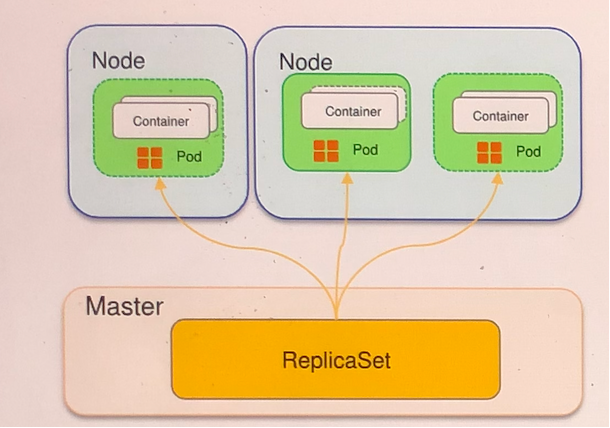 Node
Container
Pod
Node
Container
Pod
Container
Pod
Master
ReplicaSet